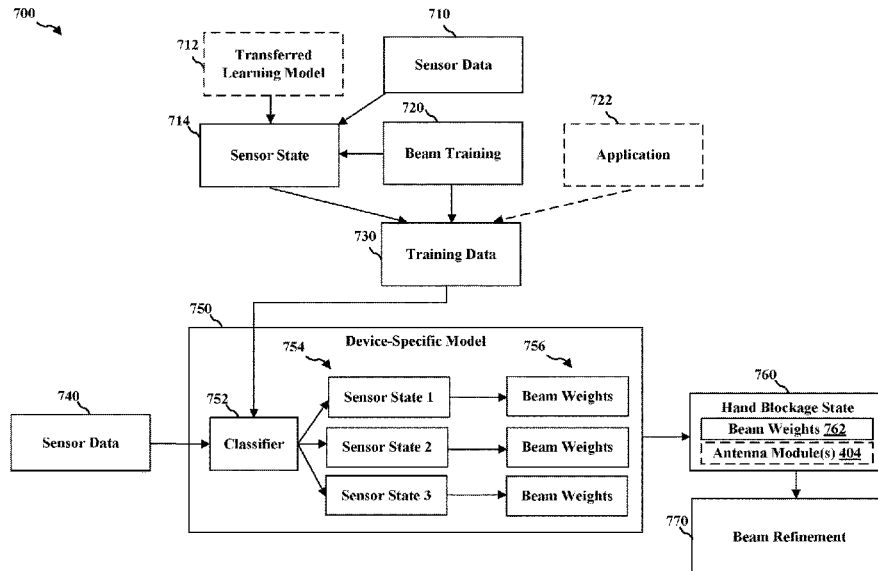 700
710
712
Transferred
Learning Model
Sensor Data
714
720
722
Sensor State
Beam Training
Application
730
Training Data
750
Device-Specific Model
754
756
740
752
760
Sensor Data
Classifier
Sensor State 1
Beam Weights
Sensor State 2
Beam Weights
Sensor State 3
Beam Weights
Hand Blockage State
Beam Weights 762
Antenna Module(s) 404
770
Beam Refinement